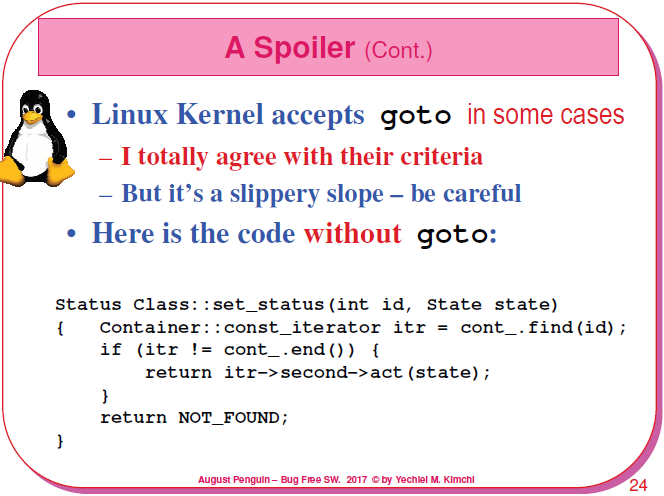 A Spoiler (Cont.)
• Linux Kernel accepts goto in some cases
– I totally agree with their criteria
– But it’s a slippery slope – be careful
• Here is the code without goto:
Status Class::set_status(int id, State state)
{   Container::const_iterator itr = cont_.find(id);
    if (itr != cont_.end()) {
        return itr->second->act(state);
    }
    return NOT_FOUND;
}
August Penguin – Bug Free SW.  2017 © by Yechiel M. Kimchi
24